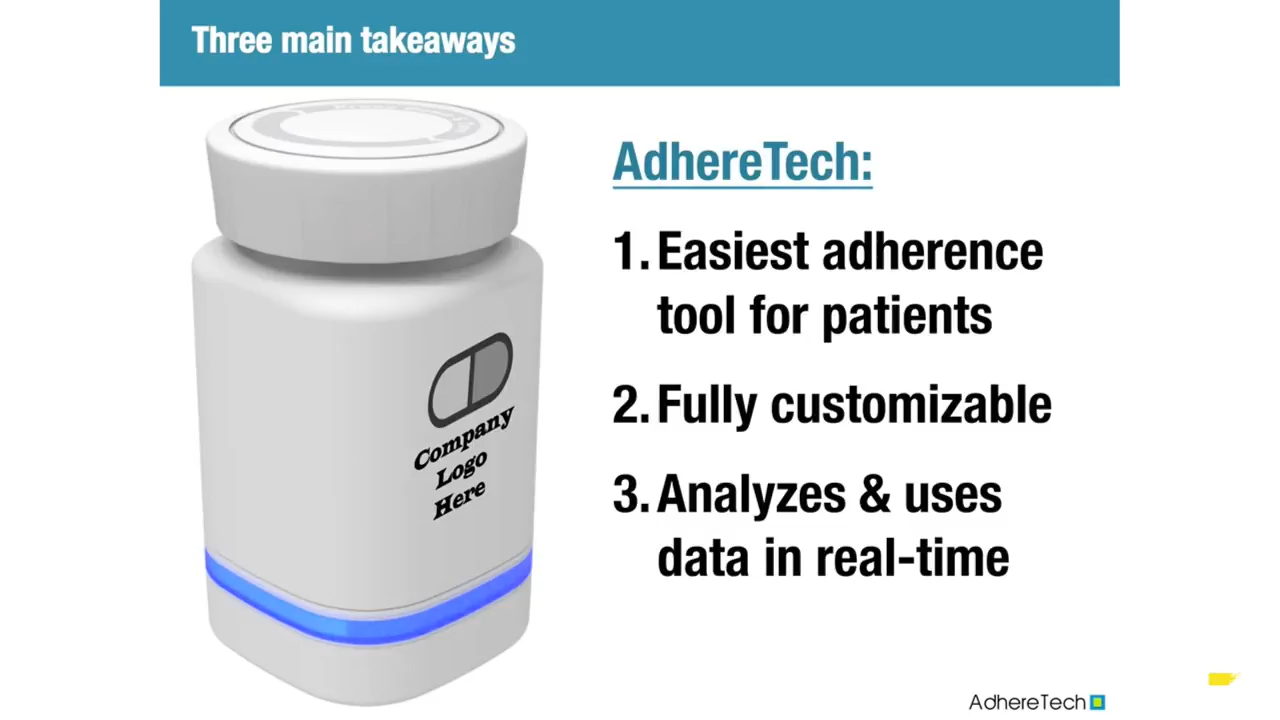 Three main takeaways
AdhereTech:
1. Easiest adherence
tool for patients
2. Fully customizable
3. Analyzes & uses
data in real-time
Company
Logo
Here
AdhereTech